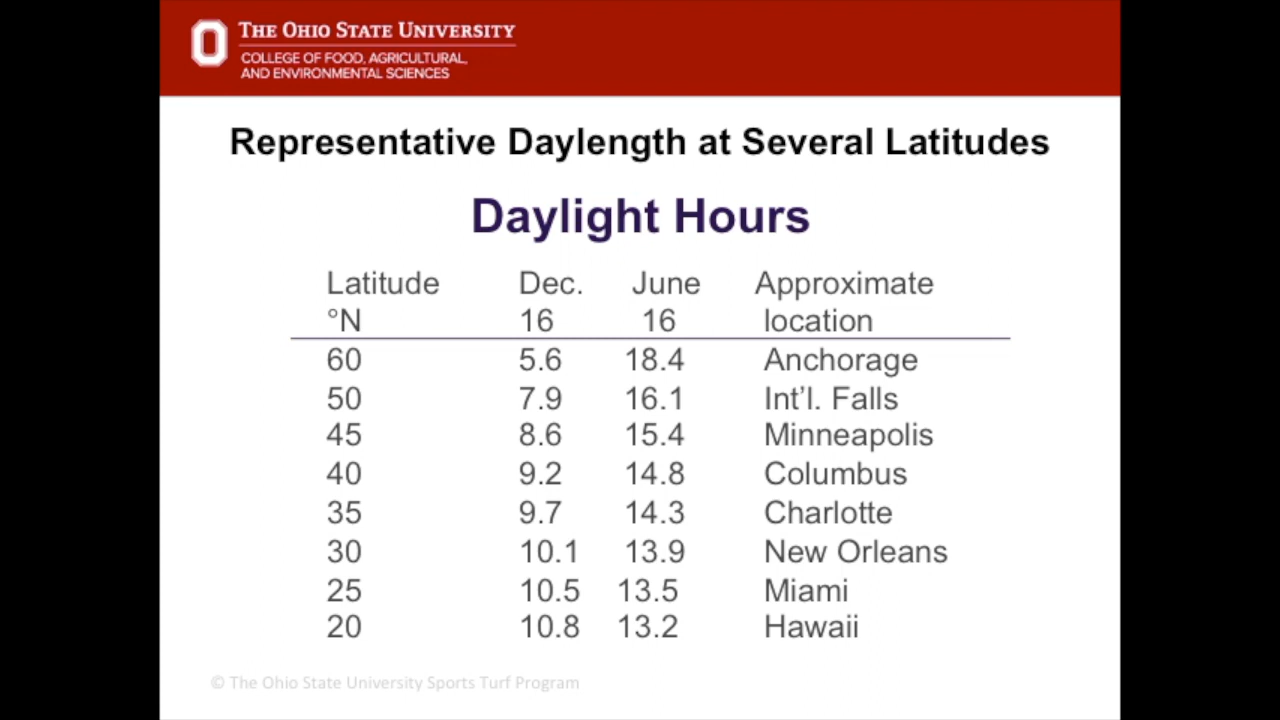 THE OHIO STATE UNIVERSITY
COLLEGE OF FOOD, AGRICULTURAL,
AND ENVIRONMENTAL SCIENCES
Representative Daylength at Several Latitudes
Daylight Hours
Latitude Dec. June Approximate
°N 16 16 location
60 5.6 18.4 Anchorage
50 7.9 16.1 Int’l. Falls
45 8.6 15.4 Minneapolis
40 9.2 14.8 Columbus
35 9.7 14.3 Charlotte
30 10.1 13.9 New Orleans
25 10.5 13.5 Miami
20 10.8 13.2 Hawaii
© The Ohio State University Sports Turf Program